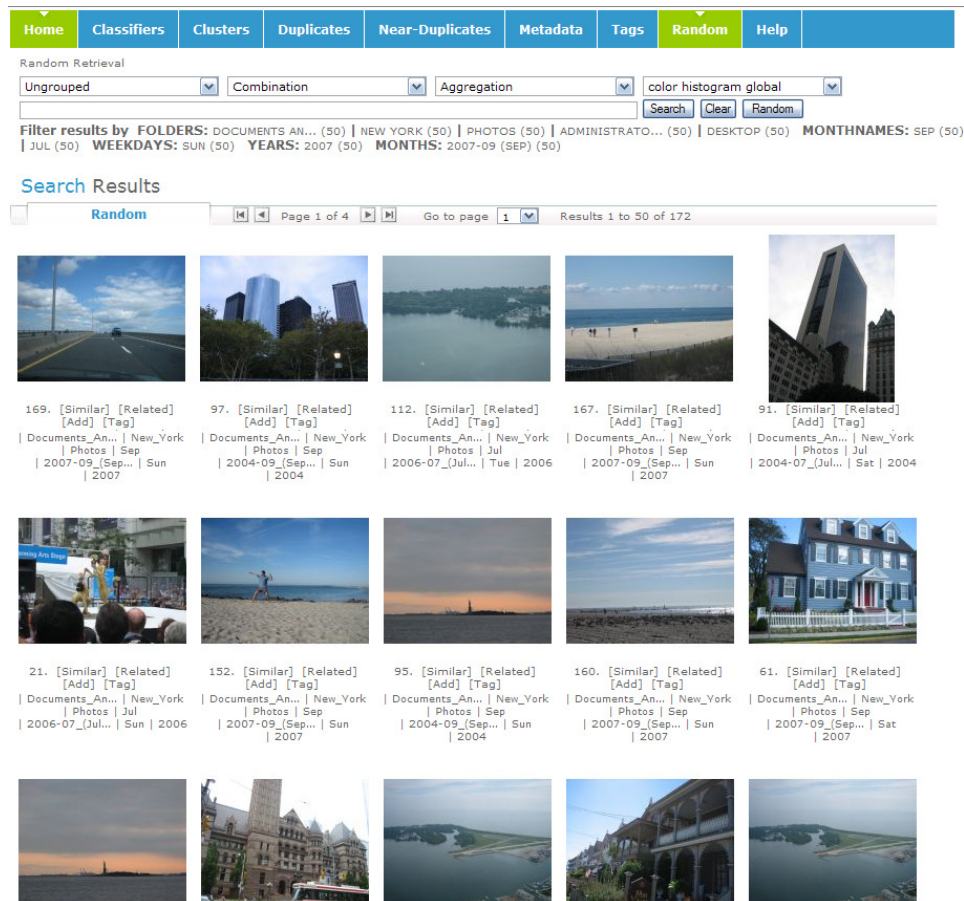 Home Classifiers Clusters Duplicates Near-Duplicates Metadata Tags Random Help
Random Retrieval
Ungrouped Combination Aggregation color histogram global
Search Clear Random
Filter results by FOLDERS: DOCUMENTS AN... (50) | NEW YORK (50) | PHOTOS (50) | ADMINISTRATO... (50) | DESKTOP (50) MONTHNAMES: SEP (50)
| JUL (50) WEEKDAYS: SUN (50) YEARS: 2007 (50) MONTHS: 2007-09 (SEP) (50)
Search Results
Random Page 1 of 4 Go to page 1 Results 1 to 50 of 172
169. [Similar] [Related]
[Add] [Tag]
| Documents_An... | New_York
| Photos | Sep
| 2007-09_(Sep... | Sun
| 2007
97. [Similar] [Related]
[Add] [Tag]
| Documents_An... | New_York
| Photos | Sep
| 2004-09_(Sep... | Sun
| 2004
112. [Similar] [Related]
[Add] [Tag]
| Documents_An... | New_York
| Photos | Jul
| 2006-07_(Jul... | Tue | 2006
167. [Similar] [Related]
[Add] [Tag]
| Documents_An... | New_York
| Photos | Sep
| 2007-09_(Sep... | Sun
| 2007
91. [Similar] [Related]
[Add] [Tag]
| Documents_An... | New_York
| Photos | Jul
| 2004-07_(Jul... | Sat | 2004
ming Arts Stage
21. [Similar] [Related]
[Add] [Tag]
| Documents_An... | New_York
| Photos | Jul
| 2006-07_(Jul... | Sun | 2006
152. [Similar] [Related]
[Add] [Tag]
| Documents_An... | New_York
| Photos | Sep
| 2007-09_(Sep... | Sun
| 2007
95. [Similar] [Related]
[Add] [Tag]
| Documents_An... | New_York
| Photos | Sep
| 2004-09_(Sep... | Sun
| 2004
160. [Similar] [Related]
[Add] [Tag]
| Documents_An... | New_York
| Photos | Sep
| 2007-09_(Sep... | Sun
| 2007
61. [Similar] [Related]
[Add] [Tag]
| Documents_An... | New_York
| Photos | Sep
| 2007-09_(Sep... | Sat
| 2007